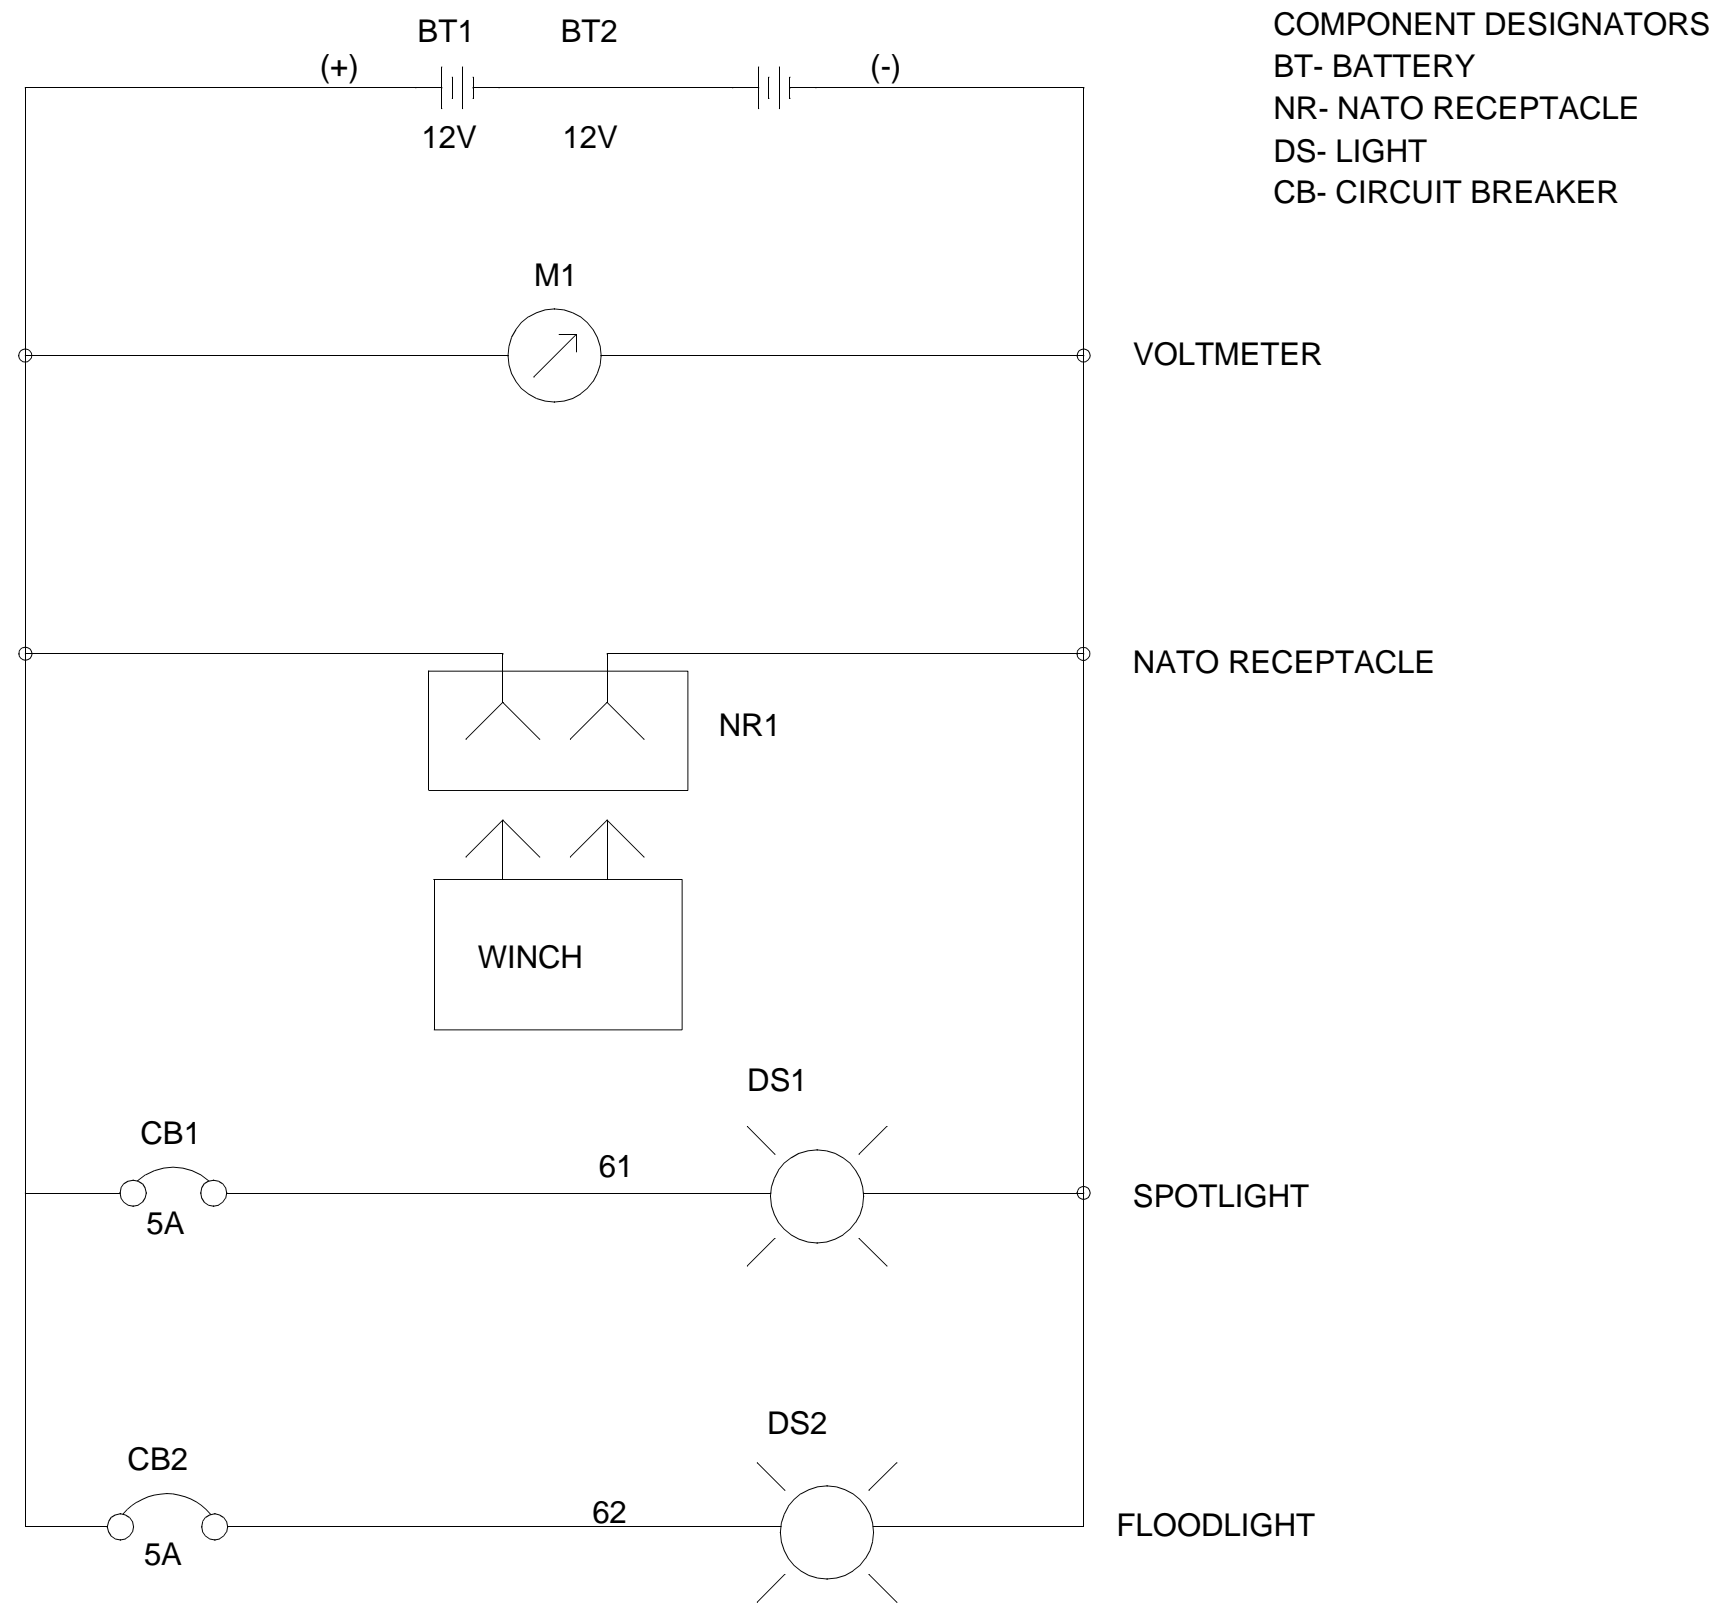 BT1 BT2
(+) (-)
12V 12V
COMPONENT DESIGNATORS
BT- BATTERY
NR- NATO RECEPTACLE
DS- LIGHT
CB- CIRCUIT BREAKER
M1
VOLTMETER
NATO RECEPTACLE
NR1
WINCH
DS1
CB1
61
5A
SPOTLIGHT
DS2
CB2
62
5A
FLOODLIGHT